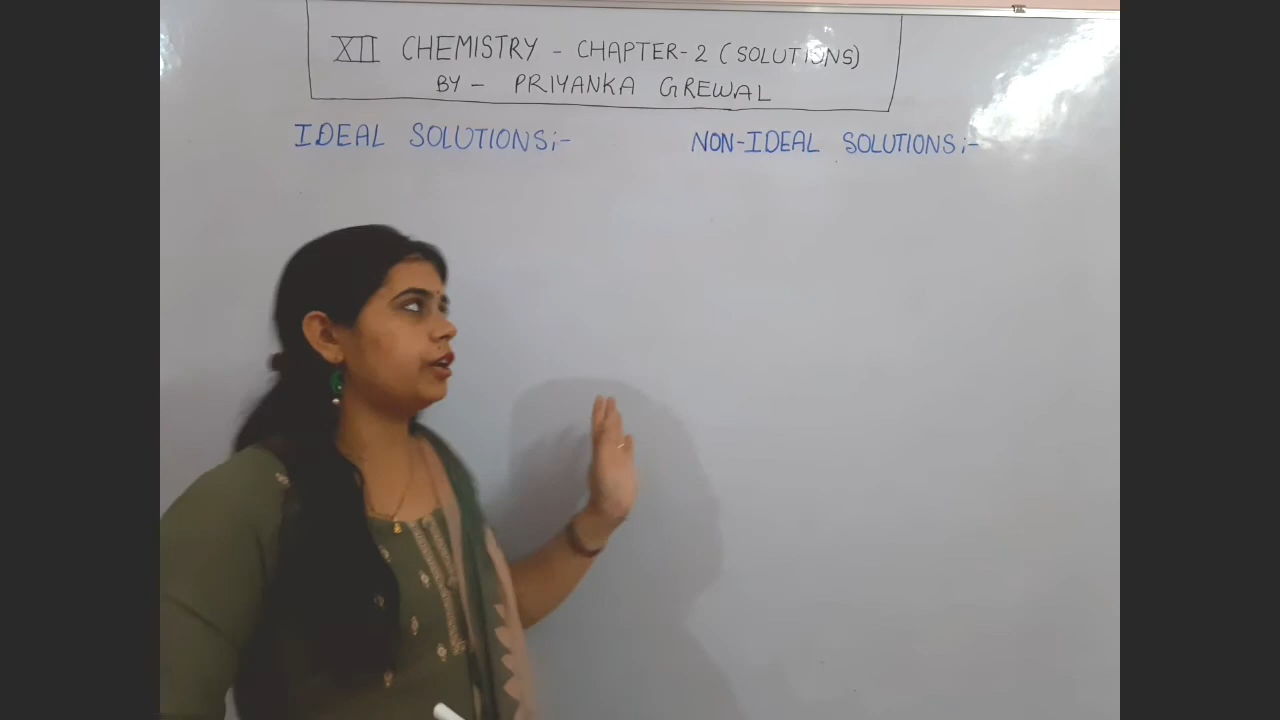 XII CHEMISTRY - CHAPTER-2 (SOLUTIONS)
BY - PRIYANKA GREWAL
IDEAL SOLUTIONS:-
NON-IDEAL SOLUTIONS:-